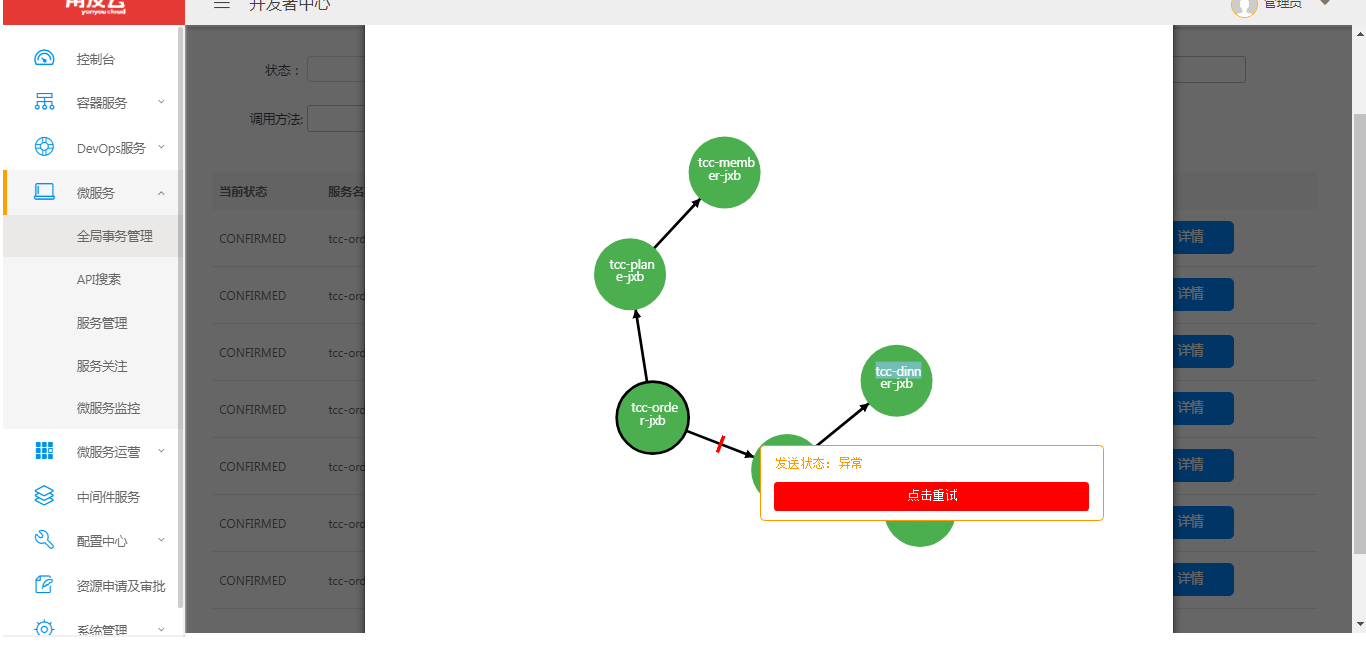 用友云
yonyou cloud
开发者中心
管理员
控制台
容器服务
DevOps服务
微服务
全局事务管理
API搜索
服务管理
服务关注
微服务监控
微服务运营
中间件服务
配置中心
资源申请及审批
系统管理
状态：
调用方法:
当前状态 服务名
CONFIRMED tcc-ord 详情
CONFIRMED tcc-ord 详情
CONFIRMED tcc-ord 详情
CONFIRMED tcc-ord 详情
CONFIRMED tcc-ord 详情
CONFIRMED tcc-ord 详情
CONFIRMED tcc-ord 详情
tcc-memb
er-jxb
tcc-plan
e-jxb
tcc-dinn
er-jxb
tcc-orde
r-jxb
发送状态：异常
点击重试